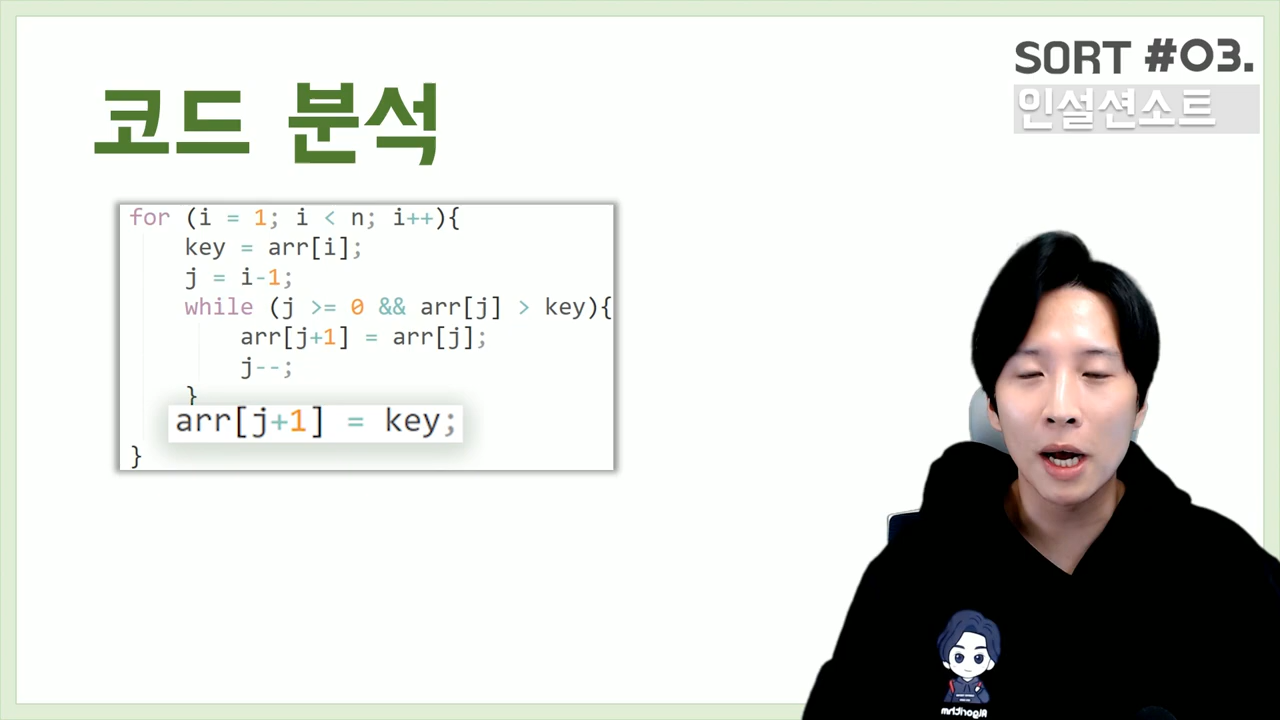 SORT #03.
인설션소트
코드 분석
for (i = 1; i < n; i++){
key = arr[i];
j = i-1;
while (j >= 0 && arr[j] > key){
arr[j+1] = arr[j];
j--;
}
arr[j+1] = key;
}
Algorithm